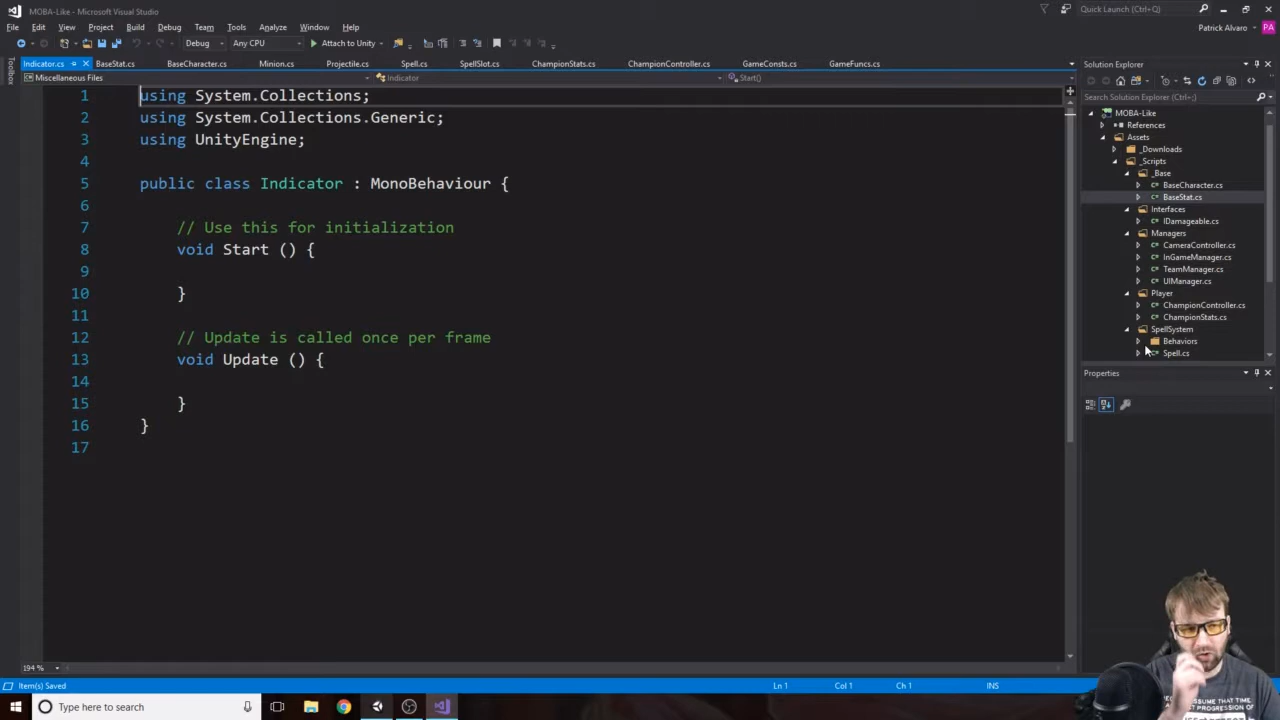 MOBA-Like - Microsoft Visual Studio
Quick Launch (Ctrl+Q)
File Edit View Project Build Debug Team Tools Analyze Window Help
Patrick Alvaro PA
Debug Any CPU Attach to Unity
Toolbox
Indicator.cs BaseStat.cs BaseCharacter.cs Minion.cs Projectile.cs Spell.cs SpellSlot.cs ChampionStats.cs ChampionController.cs GameConsts.cs GameFuncs.cs
Miscellaneous Files Indicator Start()
1 using System.Collections;
2 using System.Collections.Generic;
3 using UnityEngine;
4
5 public class Indicator : MonoBehaviour {
6
7 // Use this for initialization
8 void Start () {
9
10 }
11
12 // Update is called once per frame
13 void Update () {
14
15 }
16 }
17
194 %
Solution Explorer
Search Solution Explorer (Ctrl+;)
MOBA-Like
References
Assets
_Downloads
_Scripts
_Base
BaseCharacter.cs
BaseStat.cs
Interfaces
IDamageable.cs
Managers
CameraController.cs
InGameManager.cs
TeamManager.cs
UIManager.cs
Player
ChampionController.cs
ChampionStats.cs
SpellSystem
Behaviors
Spell.cs
Properties
Item(s) Saved Ln 1 Col 1 Ch 1 INS
Type here to search
ASSUME THAT TIME
PROGRESSION OF